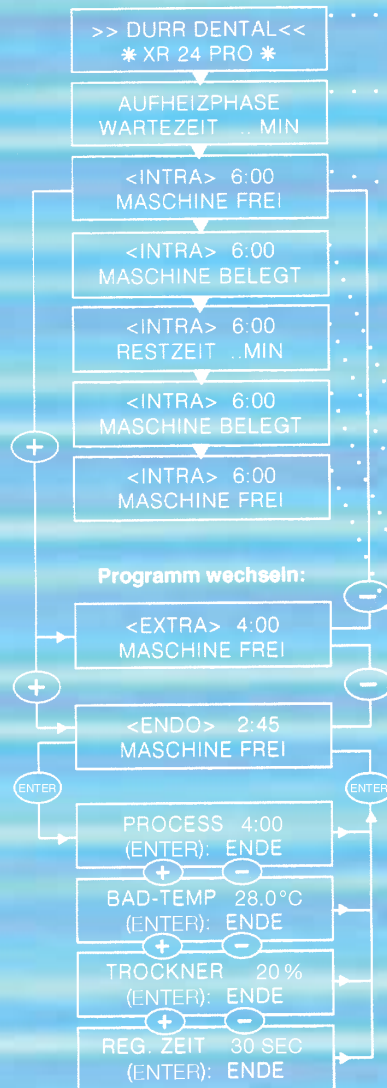 >> DURR DENTAL<<
✱ XR 24 PRO ✱
AUFHEIZPHASE
WARTEZEIT .. MIN
<INTRA> 6:00
MASCHINE FREI
<INTRA> 6:00
MASCHINE BELEGT
<INTRA> 6:00
RESTZEIT ..MIN
<INTRA> 6:00
MASCHINE BELEGT
+
<INTRA> 6:00
MASCHINE FREI
Programm wechseln:
−
<EXTRA> 4:00
MASCHINE FREI
+
−
<ENDO> 2:45
MASCHINE FREI
ENTER
ENTER
PROCESS 4:00
(ENTER): ENDE
+ −
BAD-TEMP 28.0°C
(ENTER): ENDE
+ −
TROCKNER 20%
(ENTER): ENDE
+ −
REG. ZEIT 30 SEC
(ENTER): ENDE